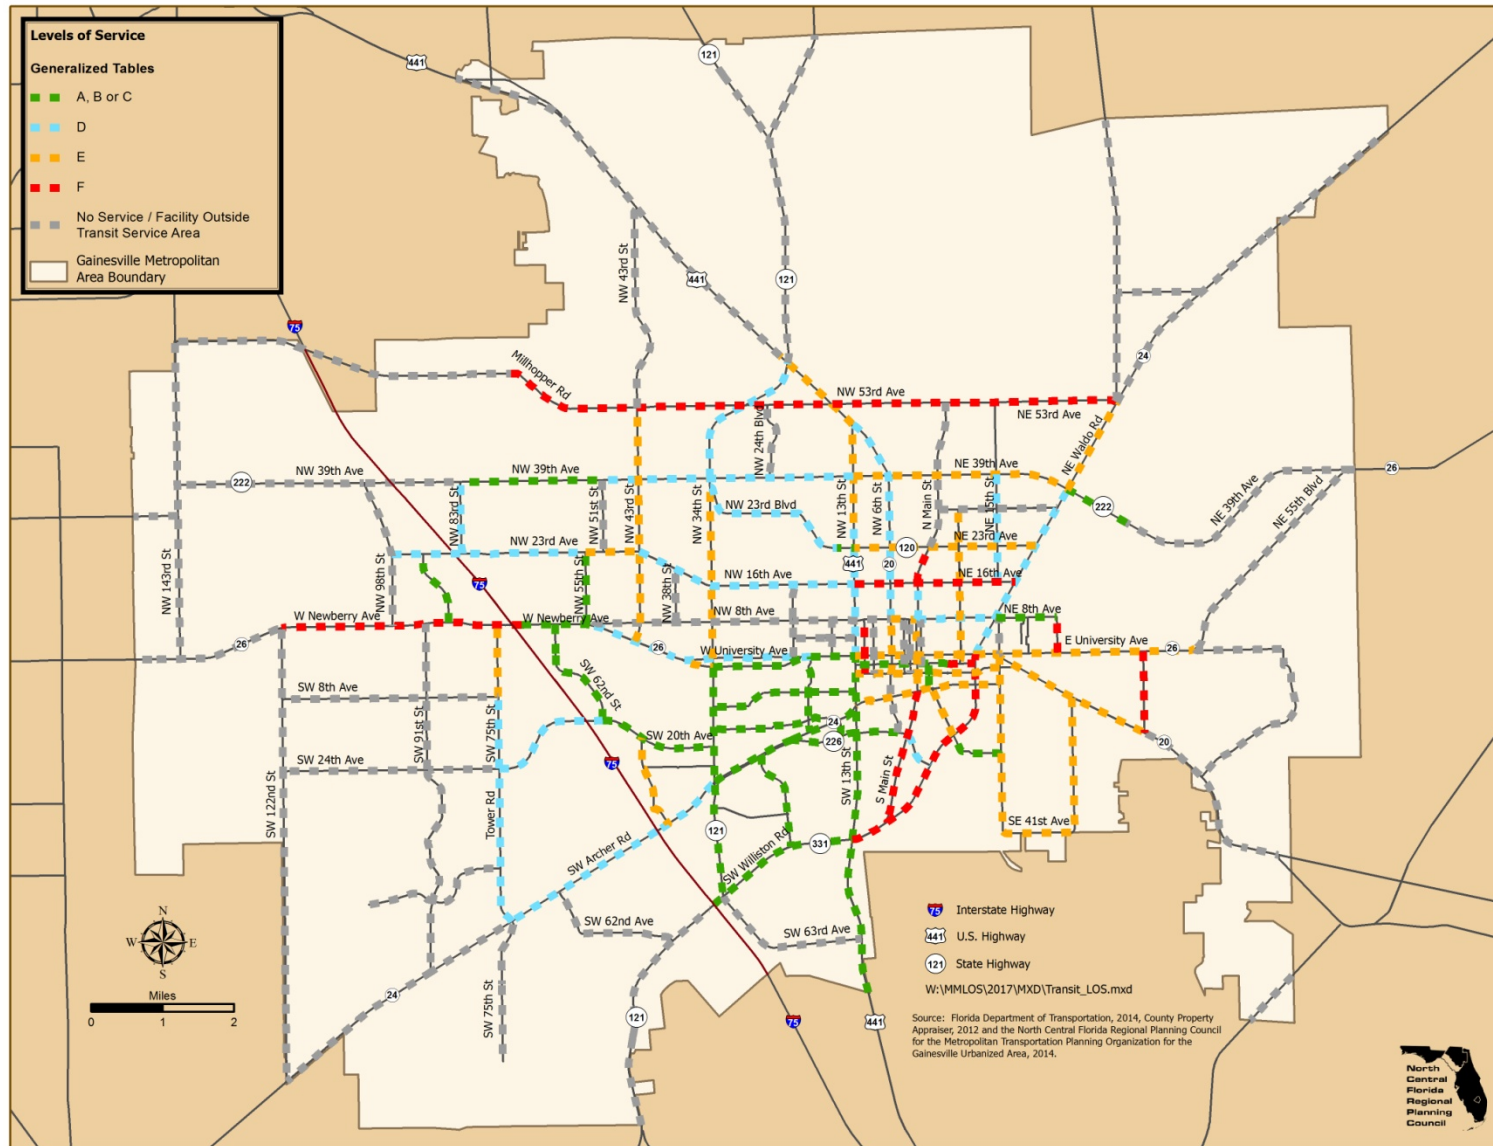 Levels of Service
Generalized Tables
A, B or C
D
E
F
No Service / Facility Outside
Transit Service Area
Gainesville Metropolitan
Area Boundary
441
121
NW 43rd St
441
121
75
24
Millhopper Rd
NW 53rd Ave
NE 53rd Ave
NW 24th Blvd
NE Waldo Rd
26
222
NW 39th Ave
NW 39th Ave
NE 39th Ave
222
NE 39th Ave
NE 55th Blvd
NW 83rd St
NW 51st St
NW 43rd St
NW 34th St
NW 23rd Blvd
NW 13th St
NW 6th St
N Main St
NE 15th St
NW 143rd St
NW 98th St
NW 23rd Ave
120
NE 23rd Ave
441
20
75
NW 55th St
NW 38th St
NW 16th Ave
NE 16th Ave
W Newberry Ave
W Newberry Ave
NW 8th Ave
NE 8th Ave
26
26
W University Ave
E University Ave
26
SW 8th Ave
SW 62nd St
SW 91st St
SW 75th St
SW 20th Ave
24
226
20
SW 24th Ave
75
SW 122nd St
Tower Rd
SW 13th St
S Main St
SW Archer Rd
121
SW Williston Rd
331
SE 41st Ave
SW 62nd Ave
SW 63rd Ave
24
SW 75th St
121
75
441
N
W
E
S
Miles
0 1 2
75 Interstate Highway
441 U.S. Highway
121 State Highway
W:\MMLOS\2017\MXD\Transit_LOS.mxd
Source: Florida Department of Transportation, 2014, County Property
Appraiser, 2012 and the North Central Florida Regional Planning Council
for the Metropolitan Transportation Planning Organization for the
Gainesville Urbanized Area, 2014.
North
Central
Florida
Regional
Planning
Council